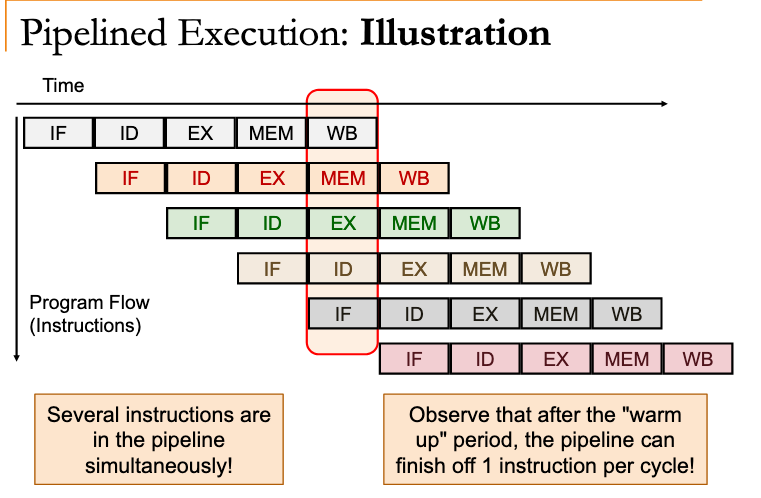 Pipelined Execution: Illustration
Time
IF ID EX MEM WB
IF ID EX MEM WB
IF ID EX MEM WB
IF ID EX MEM WB
Program Flow
(Instructions)
IF ID EX MEM WB
IF ID EX MEM WB
Several instructions are
in the pipeline
simultaneously!
Observe that after the "warm
up" period, the pipeline can
finish off 1 instruction per cycle!